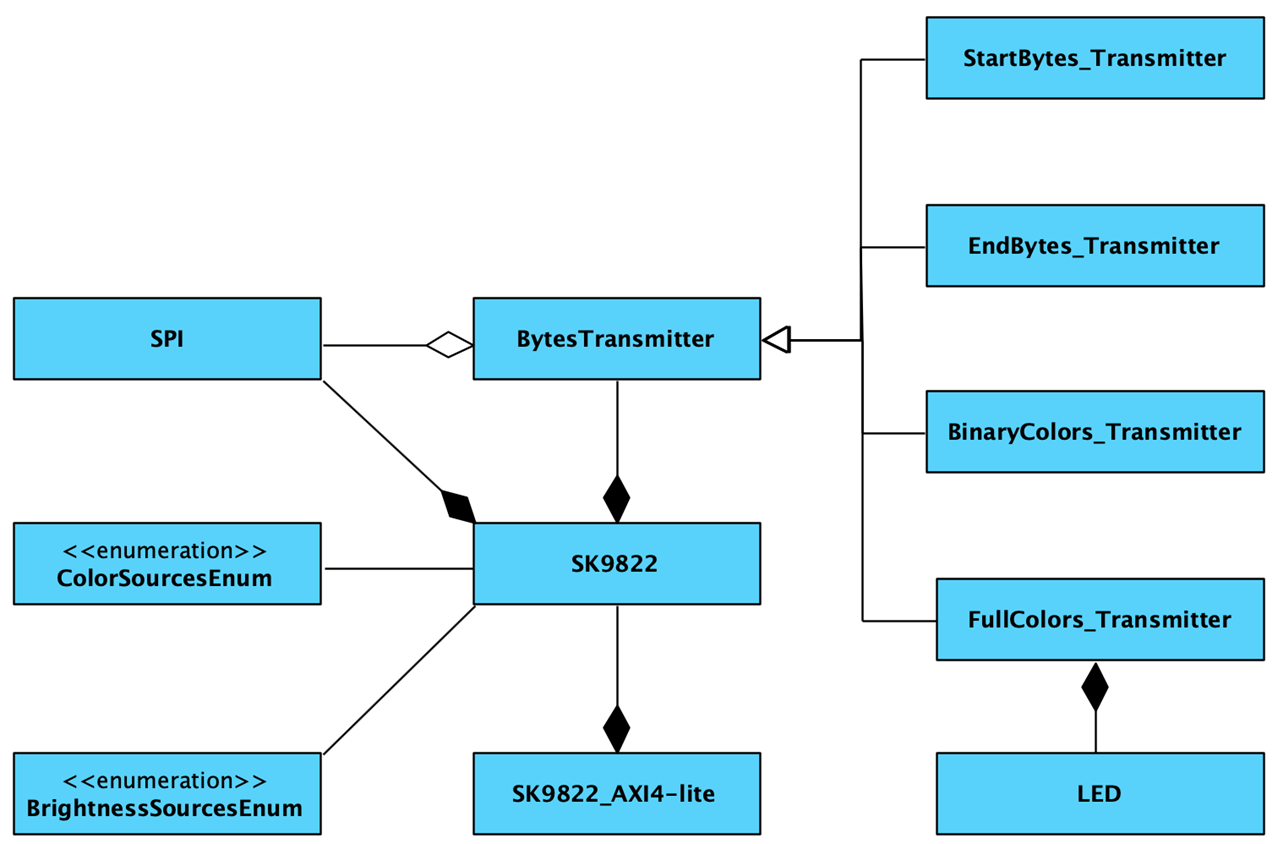 StartBytes_Transmitter
EndBytes_Transmitter
SPI
BytesTransmitter
BinaryColors_Transmitter
<<enumeration>>
ColorSourcesEnum
SK9822
FullColors_Transmitter
<<enumeration>>
BrightnessSourcesEnum
SK9822_AXI4-lite
LED